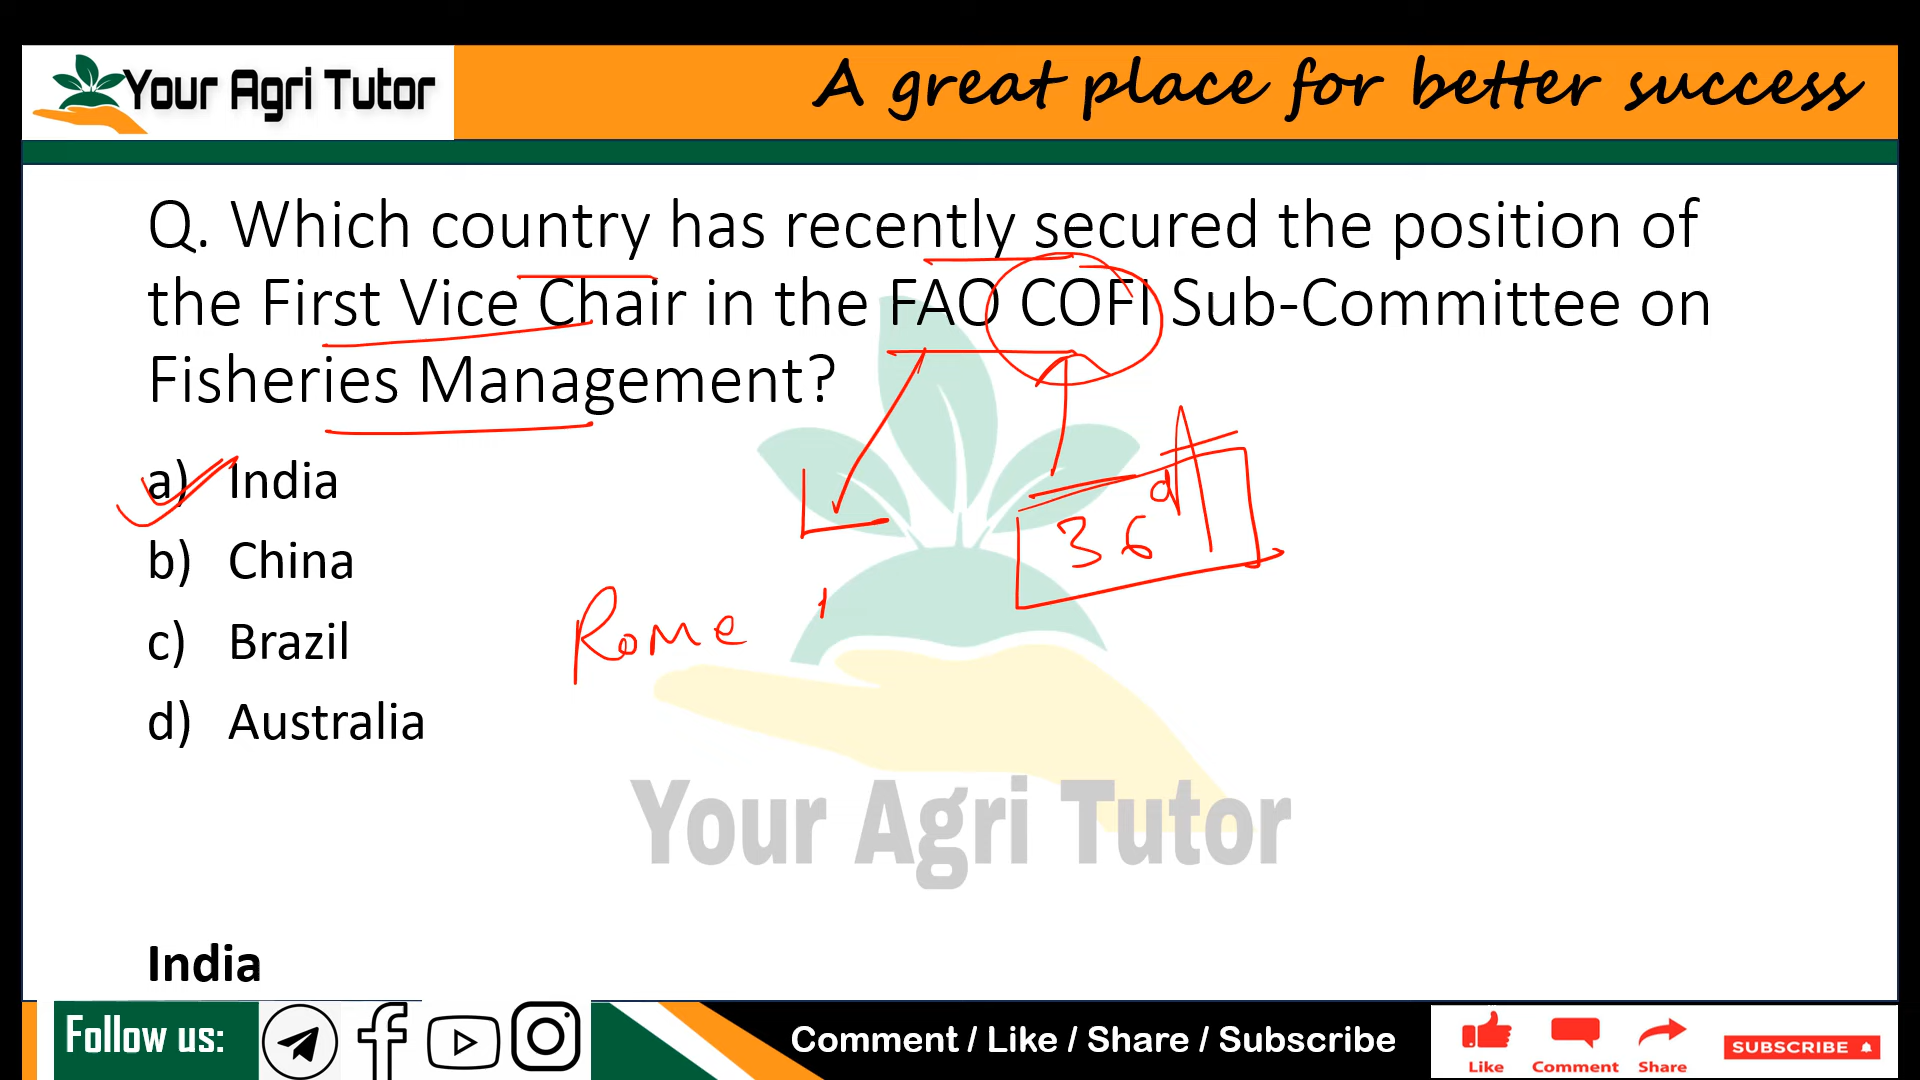 Your Agri Tutor
A great place for better success
Q. Which country has recently secured the position of
the First Vice Chair in the FAO COFI Sub-Committee on
Fisheries Management?
a) India
b) China
c) Brazil
d) Australia
36
Rome
Your Agri Tutor
India
Follow us:
Comment / Like / Share / Subscribe
Like
Comment
Share
SUBSCRIBE